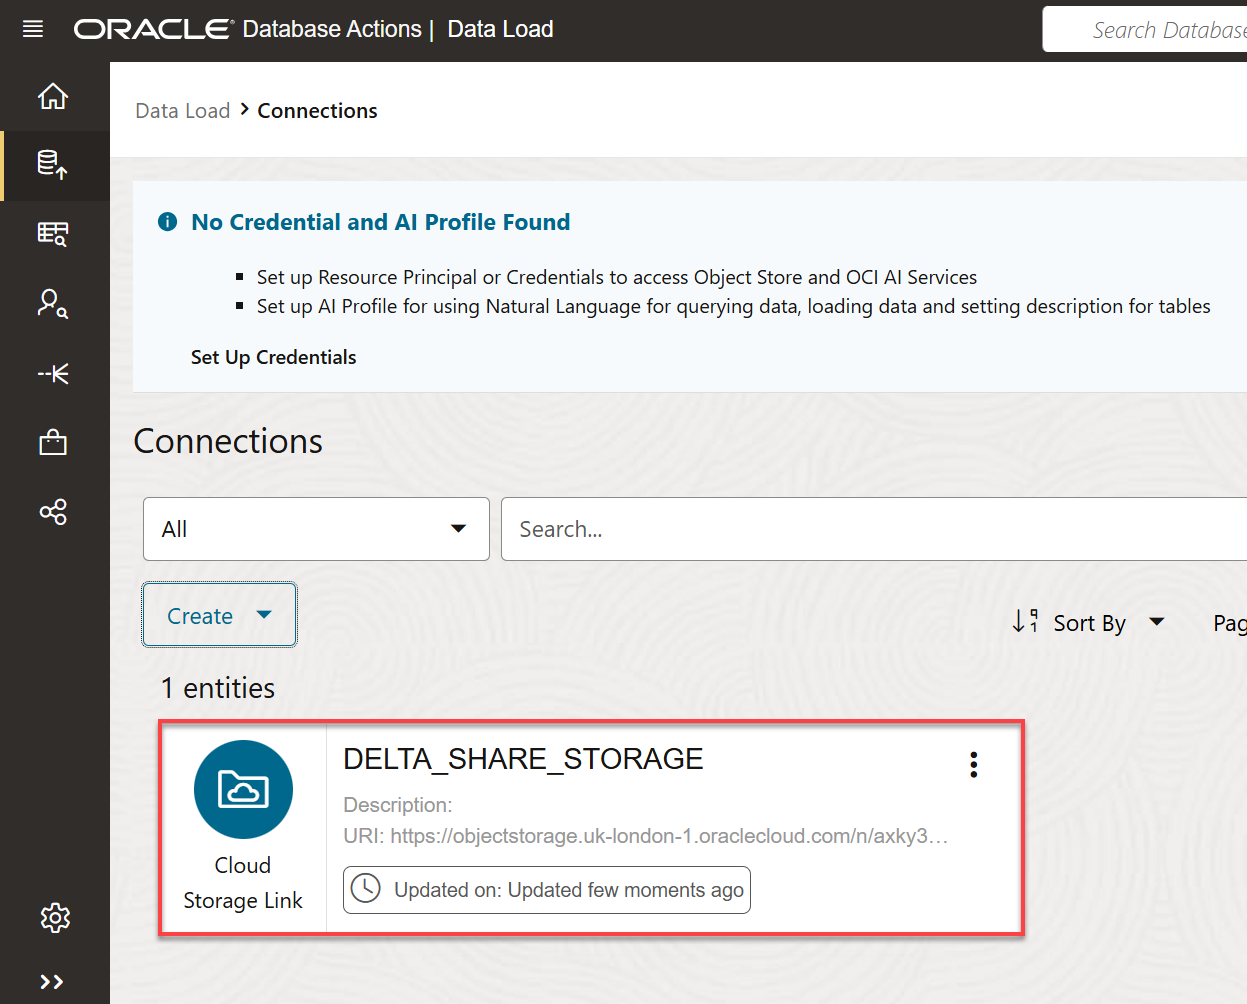 ORACLE Database Actions | Data Load
Search Database
Data Load > Connections
No Credential and AI Profile Found
Set up Resource Principal or Credentials to access Object Store and OCI AI Services
Set up AI Profile for using Natural Language for querying data, loading data and setting description for tables
Set Up Credentials
Connections
All
Search...
Create
Sort By
Pag
1 entities
DELTA_SHARE_STORAGE
Description:
URI: https://objectstorage.uk-london-1.oraclecloud.com/n/axky3...
Cloud
Storage Link
Updated on: Updated few moments ago